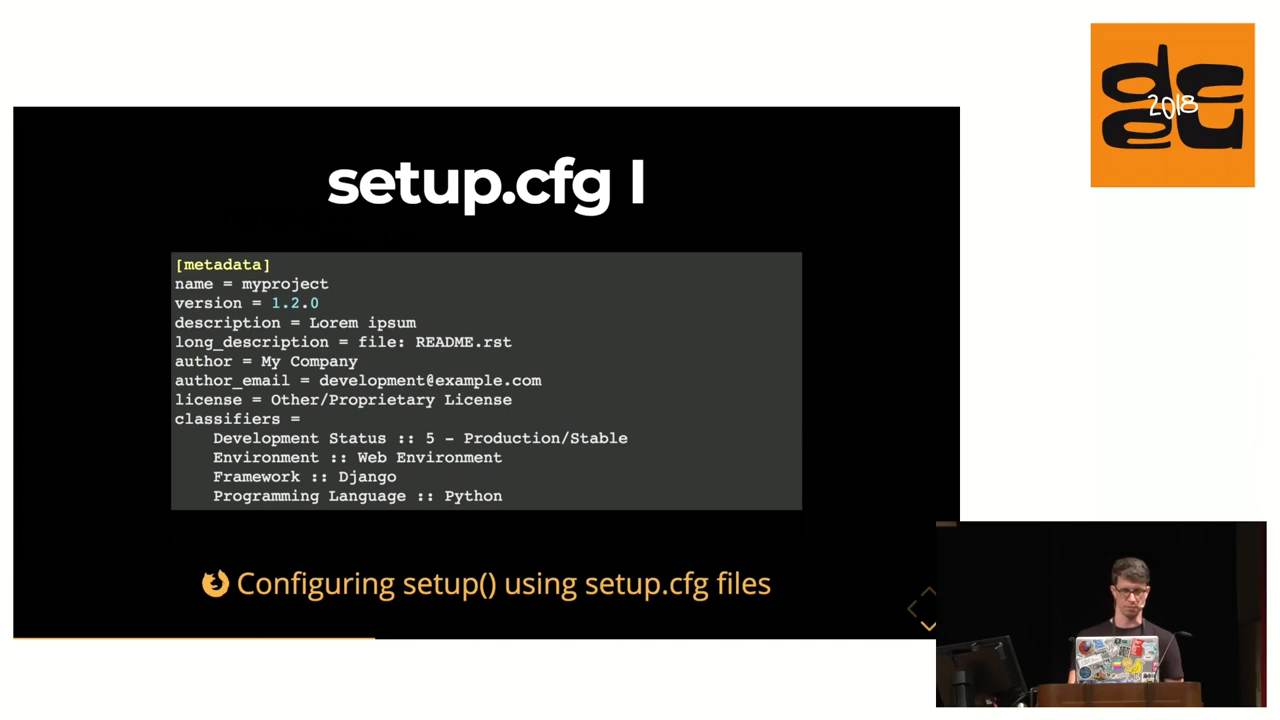 setup.cfg I
[metadata]
name = myproject
version = 1.2.0
description = Lorem ipsum
long_description = file: README.rst
author = My Company
author_email = development@example.com
license = Other/Proprietary License
classifiers =
    Development Status :: 5 - Production/Stable
    Environment :: Web Environment
    Framework :: Django
    Programming Language :: Python
Configuring setup() using setup.cfg files
dc
2018
eu